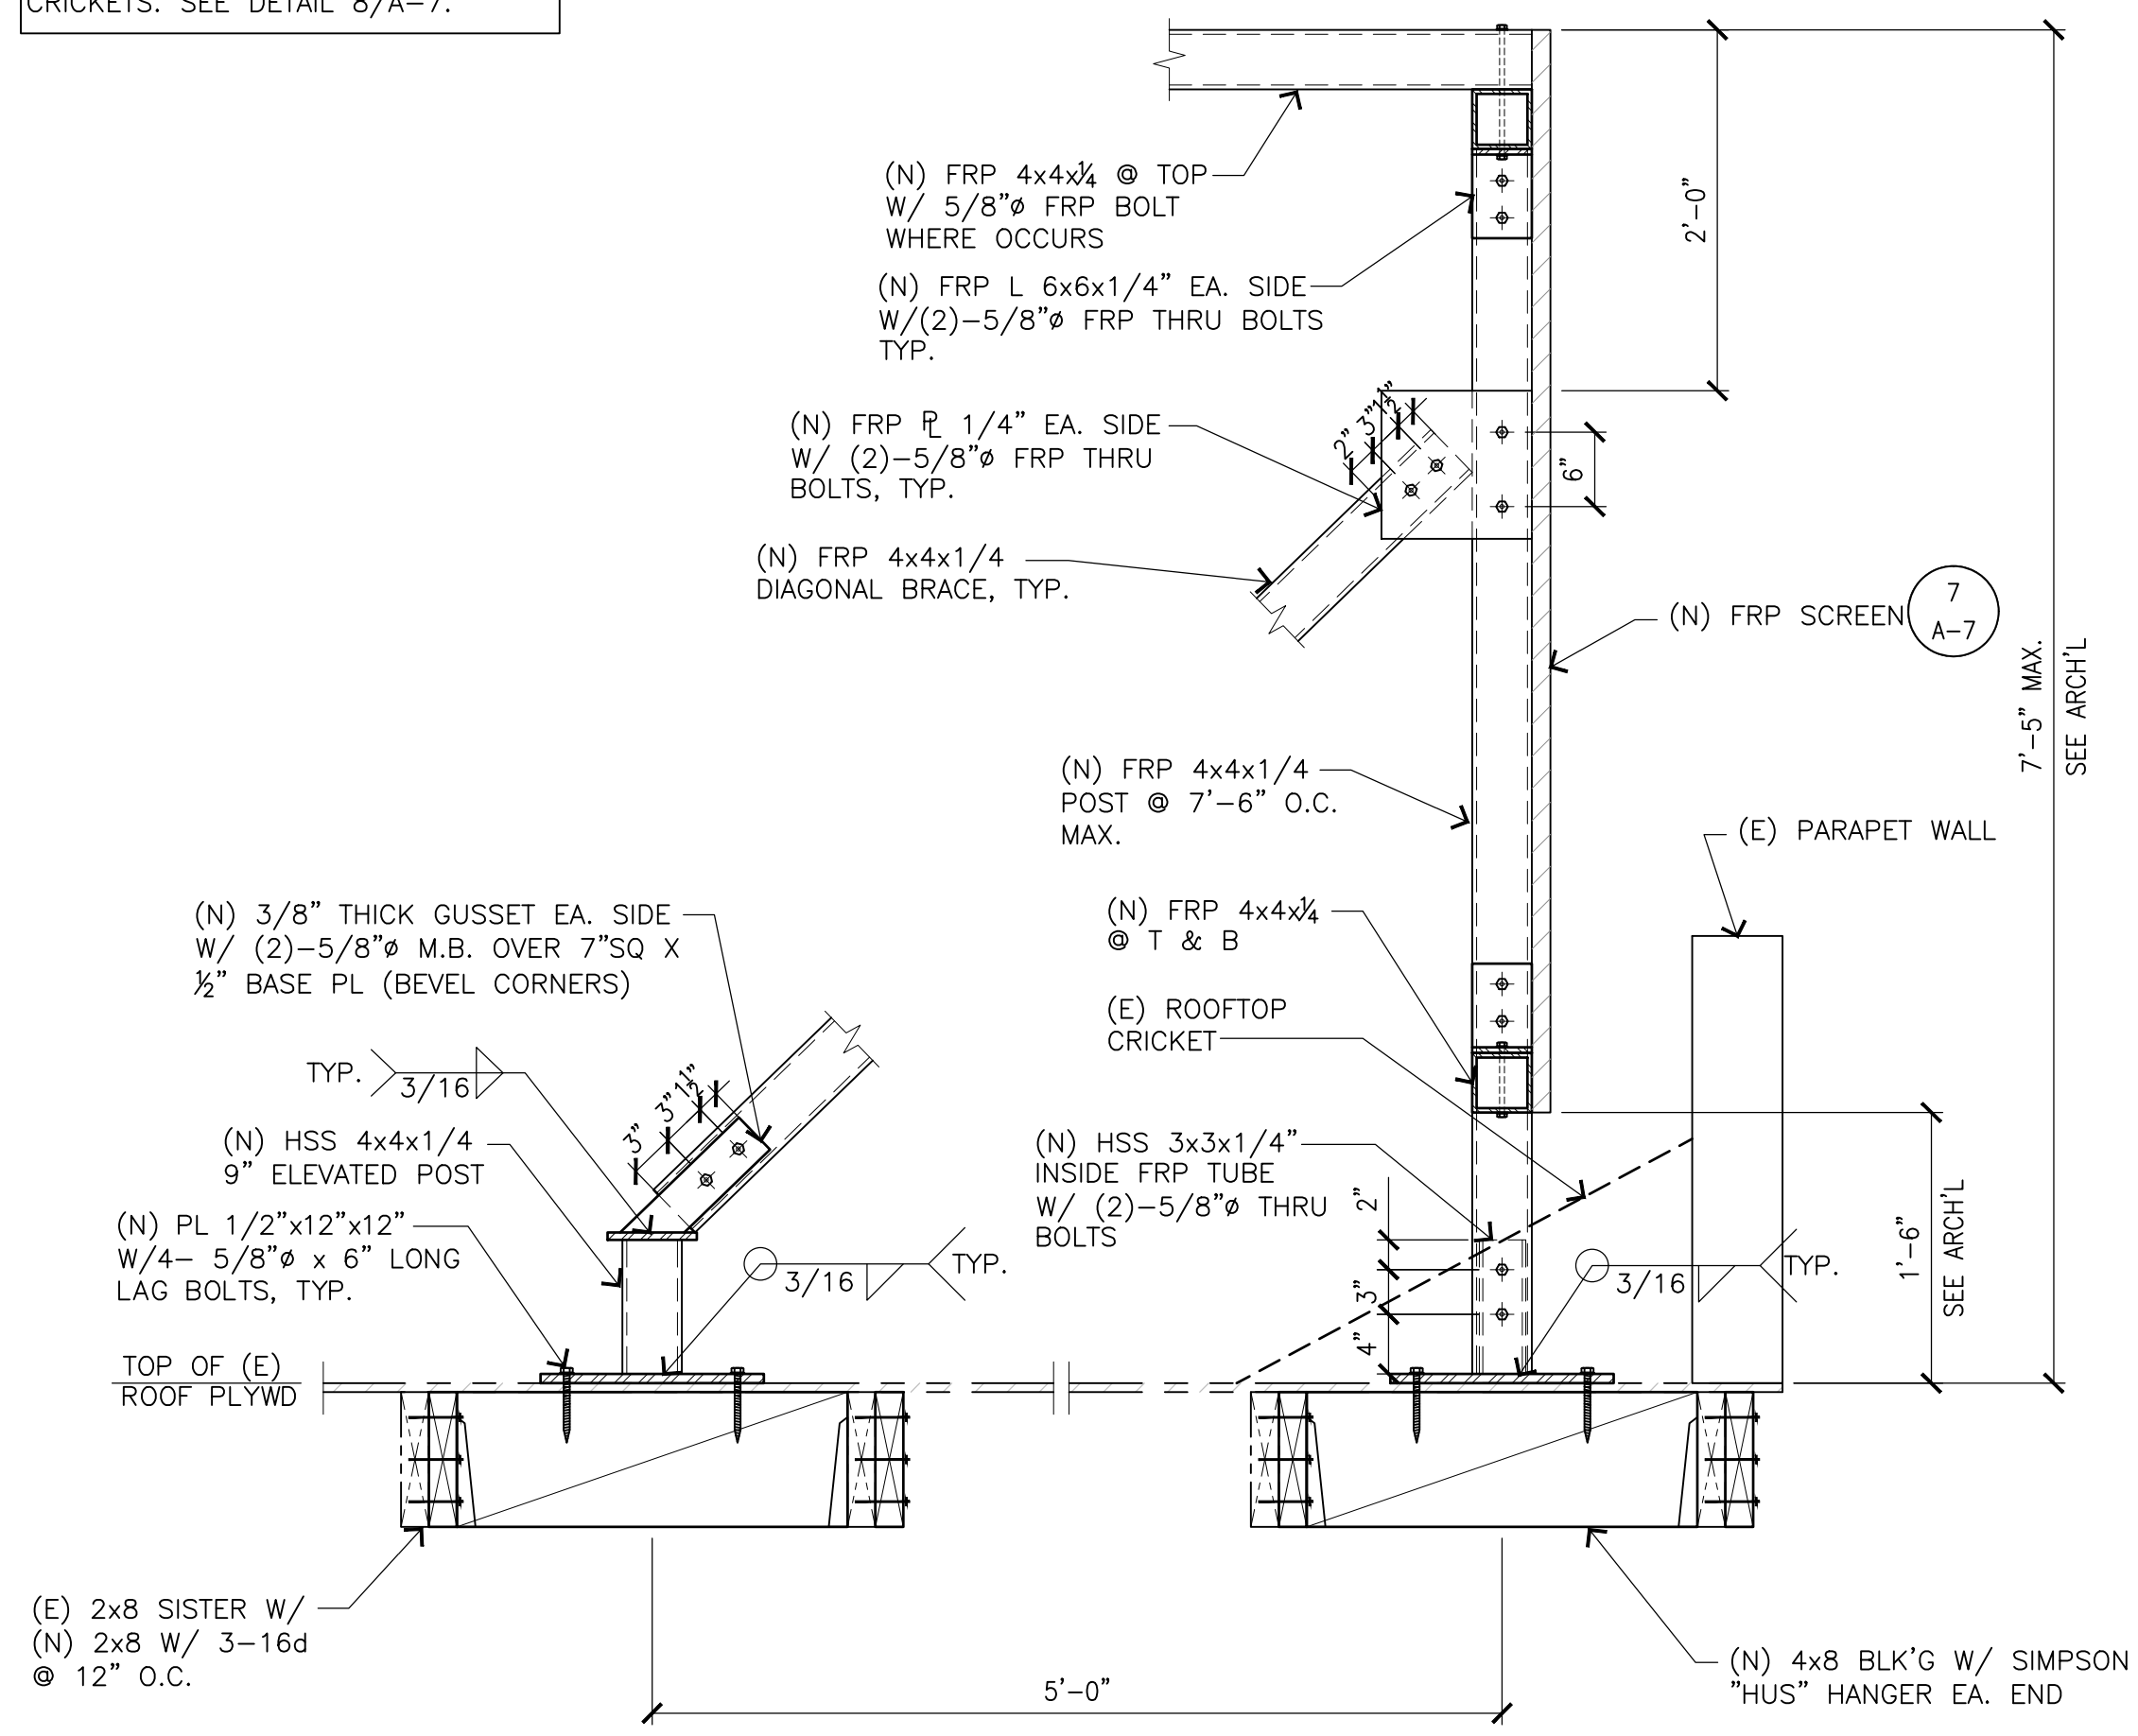 CRICKETS. SEE DETAIL 8/A-7.
(N) FRP 4x4x1/4 @ TOP
W/ 5/8"ø FRP BOLT
WHERE OCCURS
(N) FRP L 6x6x1/4" EA. SIDE
W/(2)-5/8"ø FRP THRU BOLTS
TYP.
2'-0"
(N) FRP PL 1/4" EA. SIDE
W/ (2)-5/8"ø FRP THRU
BOLTS, TYP.
2"
3"
1 1/2"
6"
(N) FRP 4x4x1/4
DIAGONAL BRACE, TYP.
(N) FRP SCREEN
7
A-7
7'-5" MAX.
SEE ARCH'L
(N) FRP 4x4x1/4
POST @ 7'-6" O.C.
MAX.
(E) PARAPET WALL
(N) 3/8" THICK GUSSET EA. SIDE
W/ (2)-5/8"ø M.B. OVER 7"SQ X
1/2" BASE PL (BEVEL CORNERS)
(N) FRP 4x4x1/4
@ T & B
(E) ROOFTOP
CRICKET
TYP.
3/16
3"
3"
1 1/2"
(N) HSS 4x4x1/4
9" ELEVATED POST
(N) HSS 3x3x1/4"
INSIDE FRP TUBE
W/ (2)-5/8"ø THRU
BOLTS
2"
3"
4"
(N) PL 1/2"x12"x12"
W/4- 5/8"ø x 6" LONG
LAG BOLTS, TYP.
3/16
TYP.
3/16
TYP.
1'-6"
SEE ARCH'L
TOP OF (E)
ROOF PLYWD
(E) 2x8 SISTER W/
(N) 2x8 W/ 3-16d
@ 12" O.C.
5'-0"
(N) 4x8 BLK'G W/ SIMPSON
"HUS" HANGER EA. END